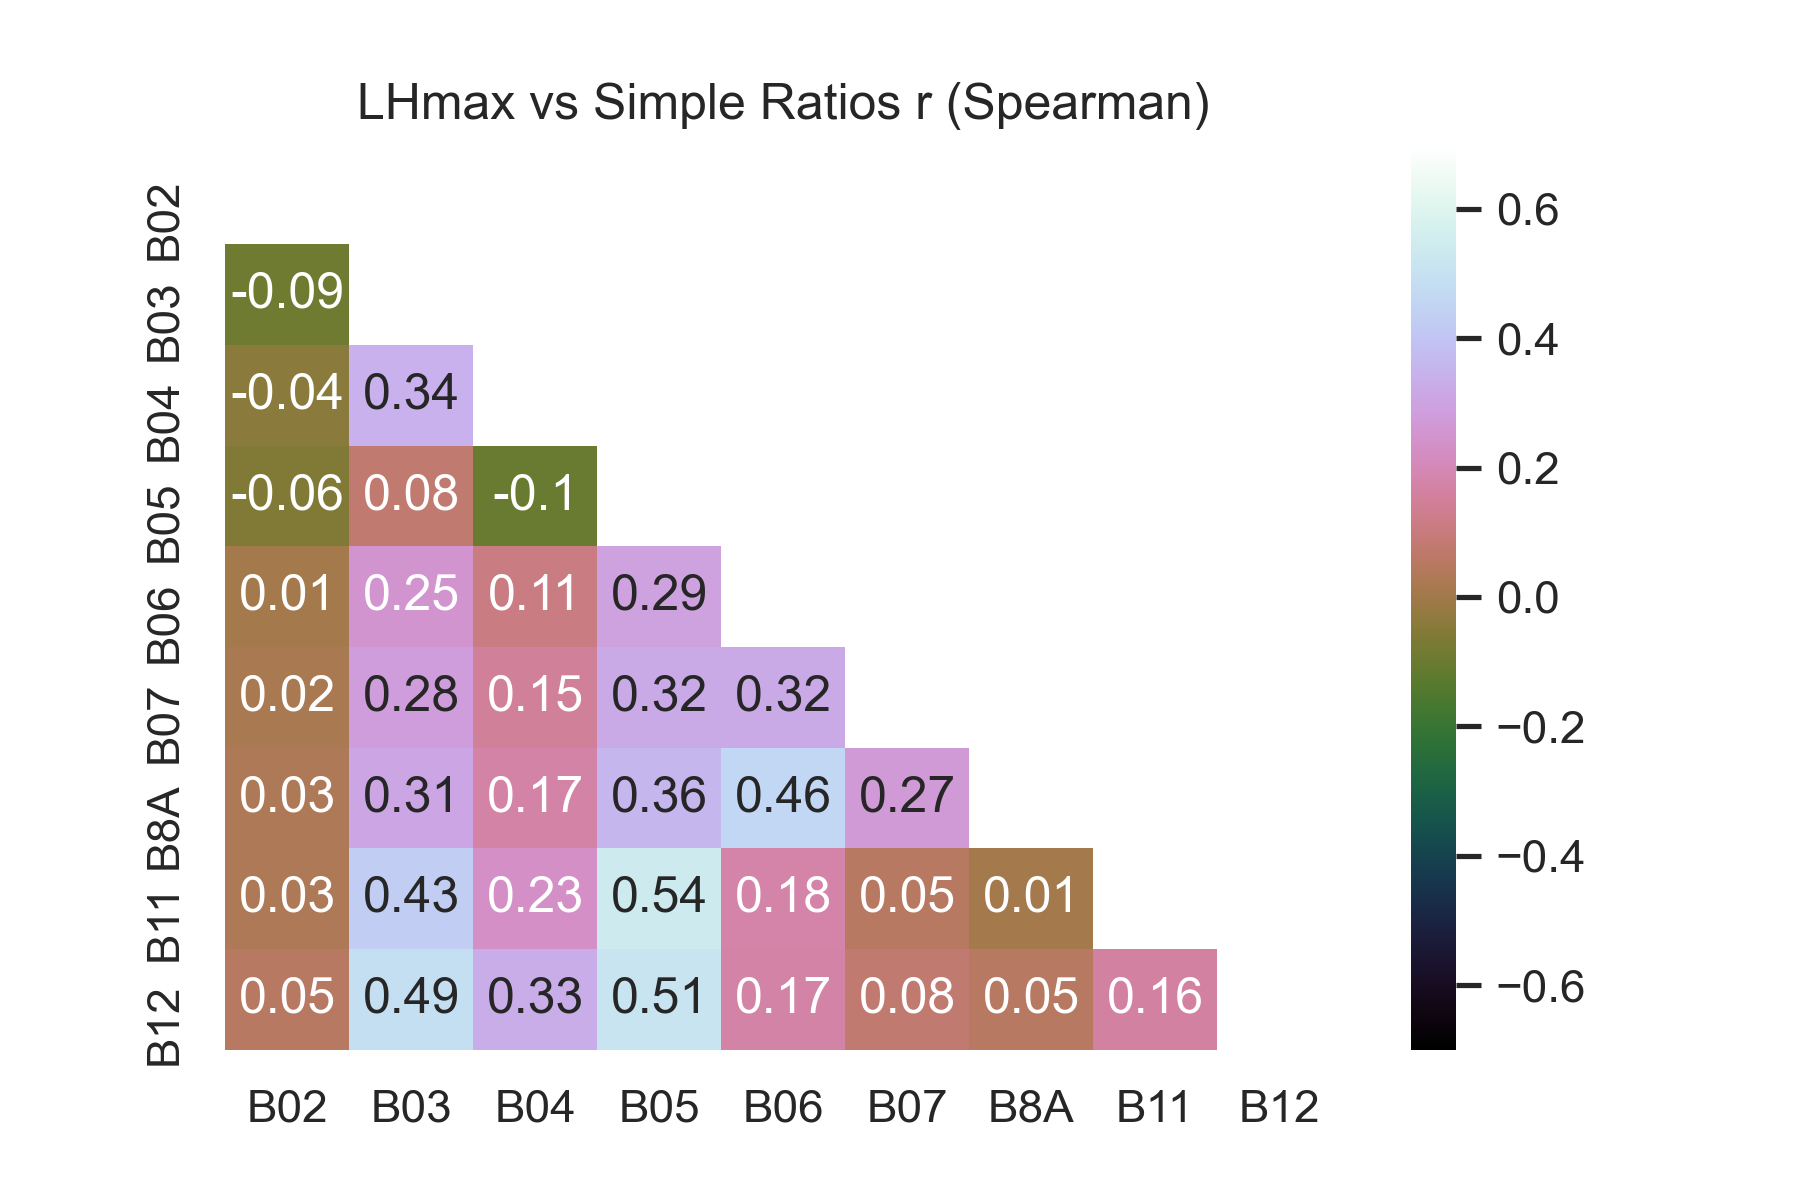 LHmax vs Simple Ratios r (Spearman)
B02
B03 -0.09
B04 -0.04 0.34
B05 -0.06 0.08 -0.1
B06 0.01 0.25 0.11 0.29
B07 0.02 0.28 0.15 0.32 0.32
B8A 0.03 0.31 0.17 0.36 0.46 0.27
B11 0.03 0.43 0.23 0.54 0.18 0.05 0.01
B12 0.05 0.49 0.33 0.51 0.17 0.08 0.05 0.16
B02 B03 B04 B05 B06 B07 B8A B11 B12
0.6
0.4
0.2
0.0
−0.2
−0.4
−0.6